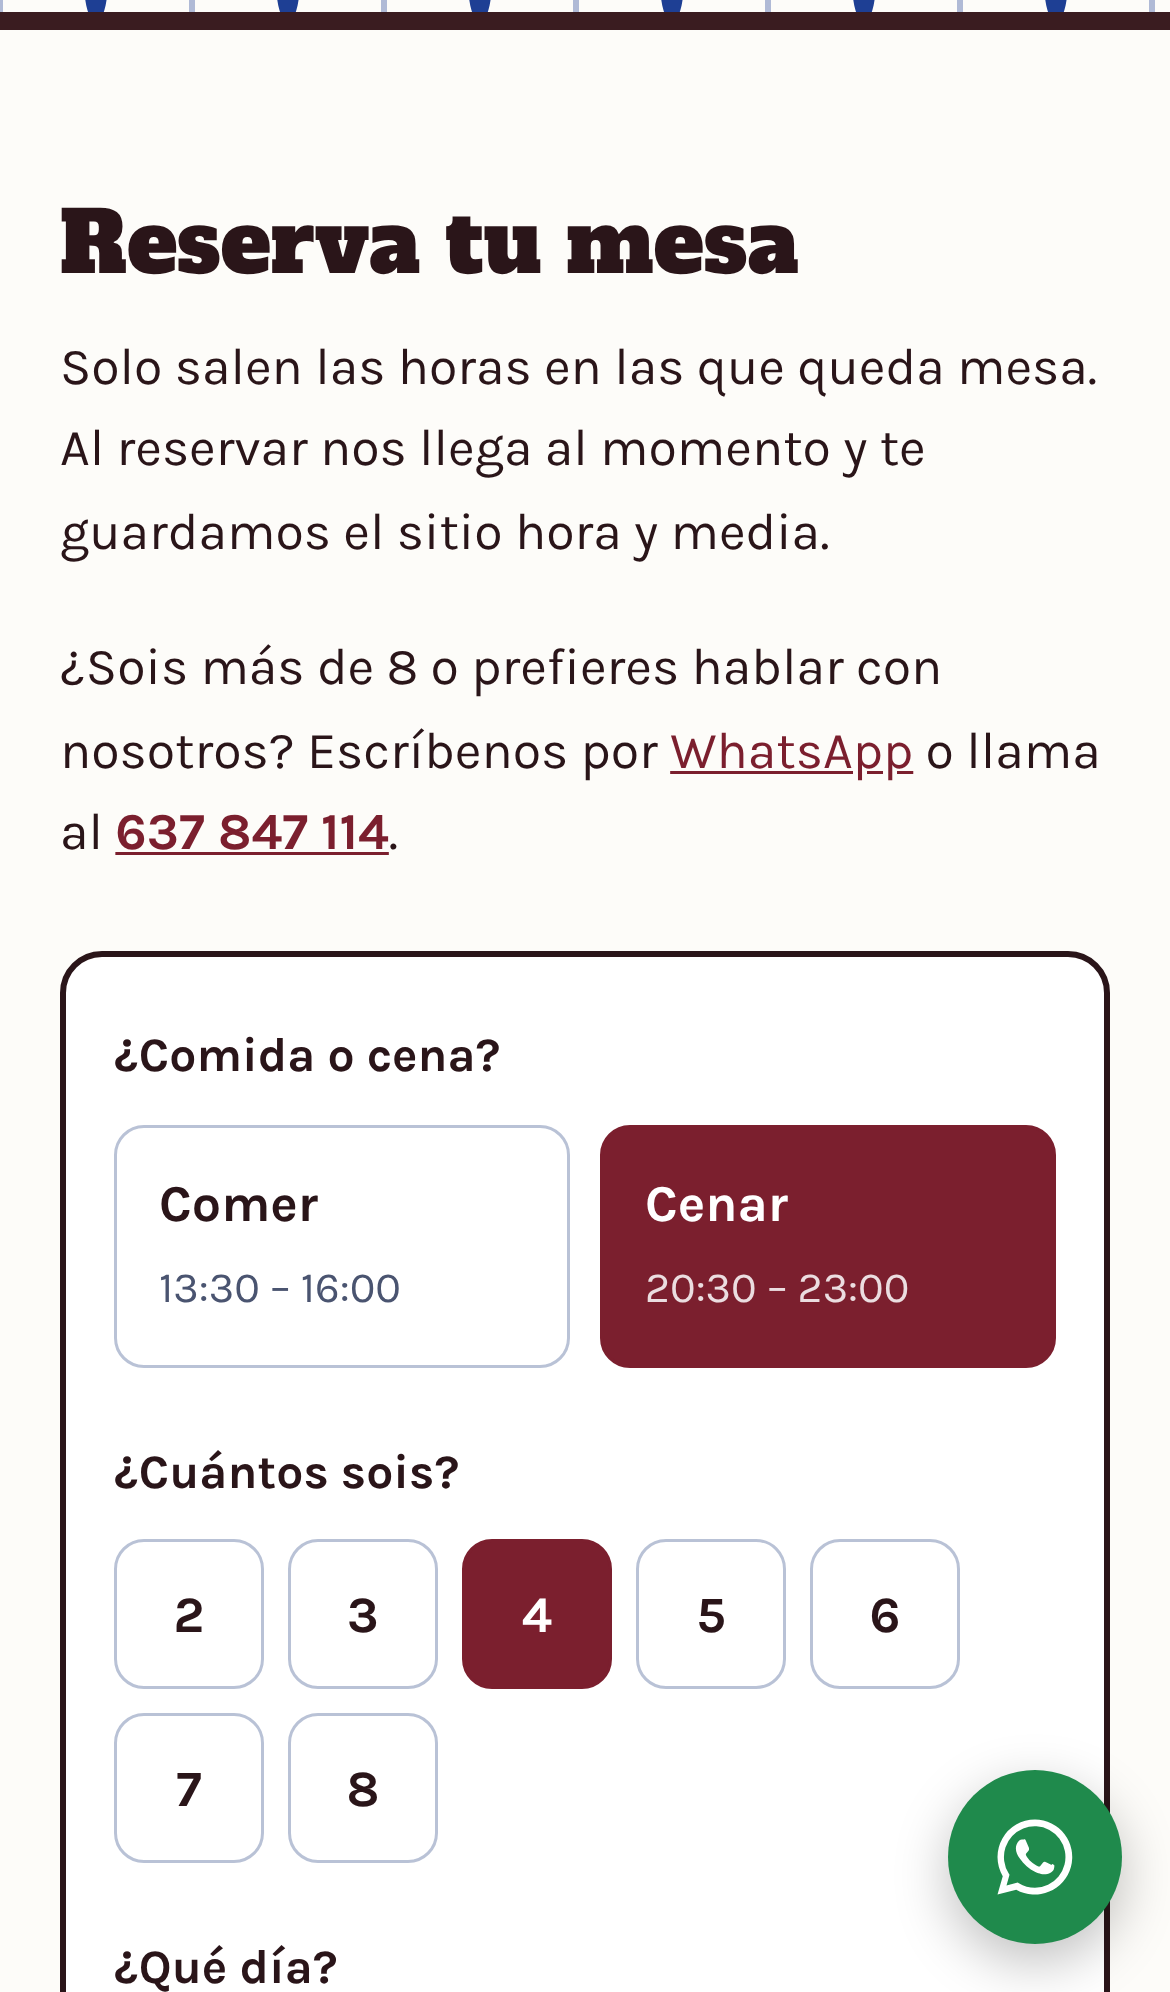 Reserva tu mesa
Solo salen las horas en las que queda mesa.
Al reservar nos llega al momento y te
guardamos el sitio hora y media.
¿Sois más de 8 o prefieres hablar con
nosotros? Escríbenos por WhatsApp o llama
al 637 847 114.
¿Comida o cena?
Comer
13:30 – 16:00
Cenar
20:30 – 23:00
¿Cuántos sois?
2 3 4 5 6
7 8
¿Qué día?